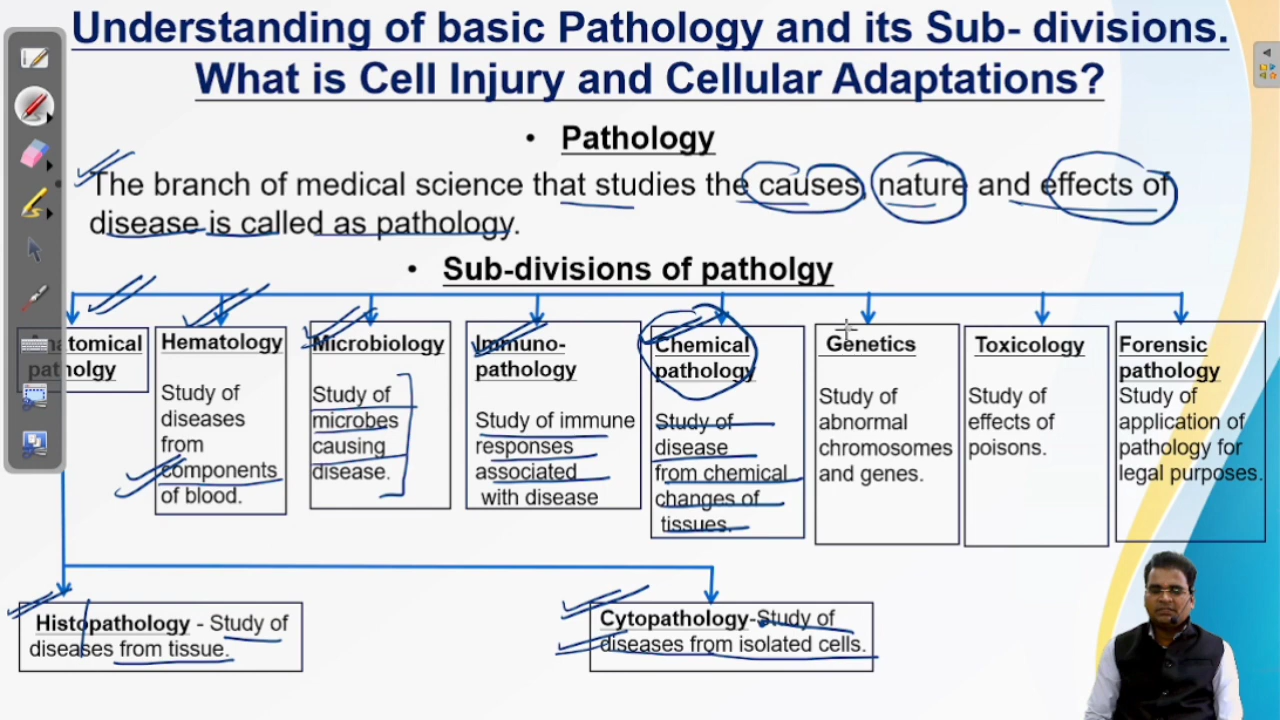 Understanding of basic Pathology and its Sub- divisions.
What is Cell Injury and Cellular Adaptations?
• Pathology
The branch of medical science that studies the causes, nature and effects of
disease is called as pathology.
• Sub-divisions of patholgy
Anatomical
patholgy
Hematology
Study of
diseases
from
components
of blood.
Microbiology
Study of
microbes
causing
disease.
Immuno-
pathology
Study of immune
responses
associated
with disease
Chemical
pathology
Study of
disease
from chemical
changes of
tissues.
Genetics
Study of
abnormal
chromosomes
and genes.
Toxicology
Study of
effects of
poisons.
Forensic
pathology
Study of
application of
pathology for
legal purposes.
Histopathology - Study of
diseases from tissue.
Cytopathology-Study of
diseases from isolated cells.